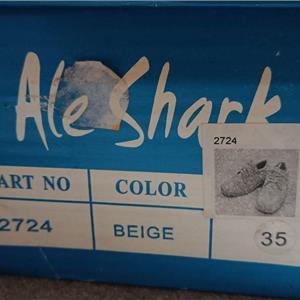 Ale Shark
2724
ART NO COLOR
2724 BEIGE 35